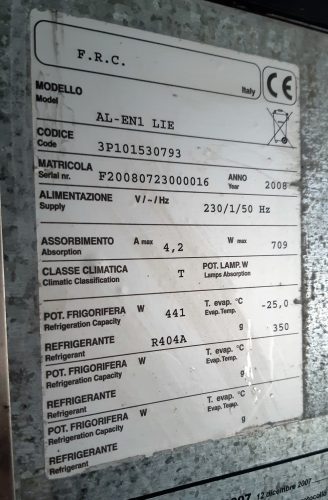 F.R.C.
Italy CE
MODELLO
Model AL-EN1 LIE
CODICE
Code 3P101530793
MATRICOLA ANNO
Serial nr. F20080723000016 Year 2008
ALIMENTAZIONE V/~/Hz
Supply 230/1/50 Hz
ASSORBIMENTO A max 4,2 W max 709
Absorption
CLASSE CLIMATICA T POT. LAMP. W
Climatic Classification Lamps Absorption
POT. FRIGORIFERA W 441 T. evap. °C -25,0
Refrigeration Capacity Evap. Temp.
REFRIGERANTE R404A g 350
Refrigerant
POT. FRIGORIFERA W T. evap. °C
Refrigeration Capacity Evap. Temp.
REFRIGERANTE g
Refrigerant
POT. FRIGORIFERA W T. evap. °C
Refrigeration Capacity Evap. Temp.
REFRIGERANTE g
Refrigerant
12 dicembre 2007